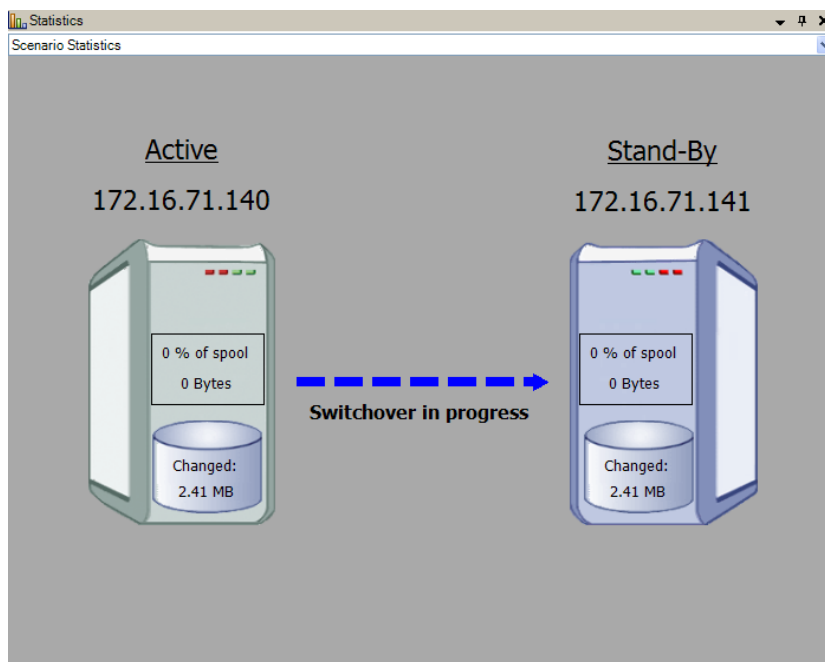 Statistics
Scenario Statistics
Active
Stand-By
172.16.71.140
172.16.71.141
0 % of spool
0 Bytes
0 % of spool
0 Bytes
Switchover in progress
Changed:
2.41 MB
Changed:
2.41 MB